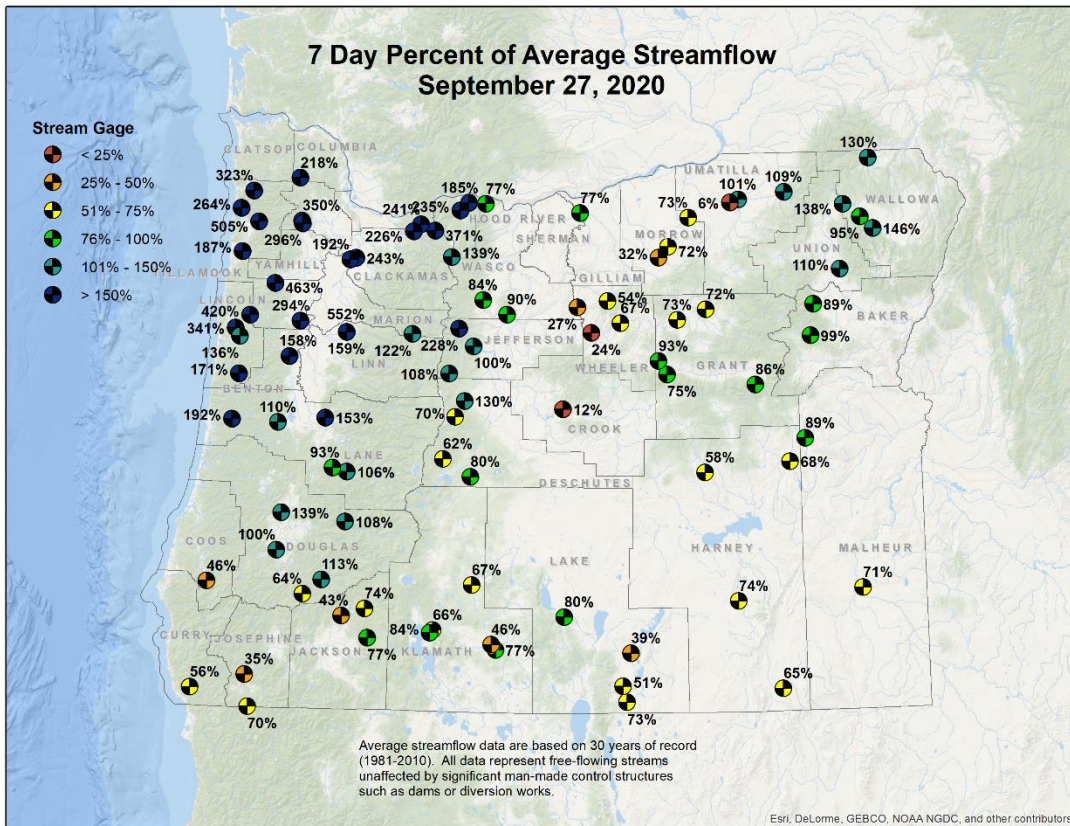 7 Day Percent of Average Streamflow
September 27, 2020
Stream Gage
< 25%
25% - 50%
51% - 75%
76% - 100%
101% - 150%
> 150%
CLATSOP
COLUMBIA
218%
323%
264%
505%
350%
296%
187%
TILLAMOOK
YAMHILL
192%
243%
CLACKAMAS
241%
235%
185%
77%
226%
371%
HOOD RIVER
139%
WASCO
SHERMAN
77%
GILLIAM
MORROW
73%
32%
72%
UMATILLA
101%
6%
109%
130%
WALLOWA
138%
95%
146%
UNION
110%
463%
LINCOLN
420%
294%
341%
136%
158%
171%
BENTON
MARION
552%
159%
LINN
122%
228%
84%
90%
JEFFERSON
100%
108%
130%
70%
27%
54%
67%
24%
WHEELER
73%
72%
93%
75%
GRANT
86%
89%
99%
BAKER
12%
CROOK
192%
110%
153%
93%
LANE
106%
62%
80%
DESCHUTES
58%
89%
68%
139%
108%
100%
DOUGLAS
COOS
46%
113%
64%
43%
74%
77%
CURRY
JOSEPHINE
JACKSON
35%
56%
70%
67%
66%
84%
KLAMATH
46%
77%
LAKE
80%
39%
51%
73%
HARNEY
74%
65%
MALHEUR
71%
Average streamflow data are based on 30 years of record
(1981-2010). All data represent free-flowing streams
unaffected by significant man-made control structures
such as dams or diversion works.
Esri, DeLorme, GEBCO, NOAA NGDC, and other contributors